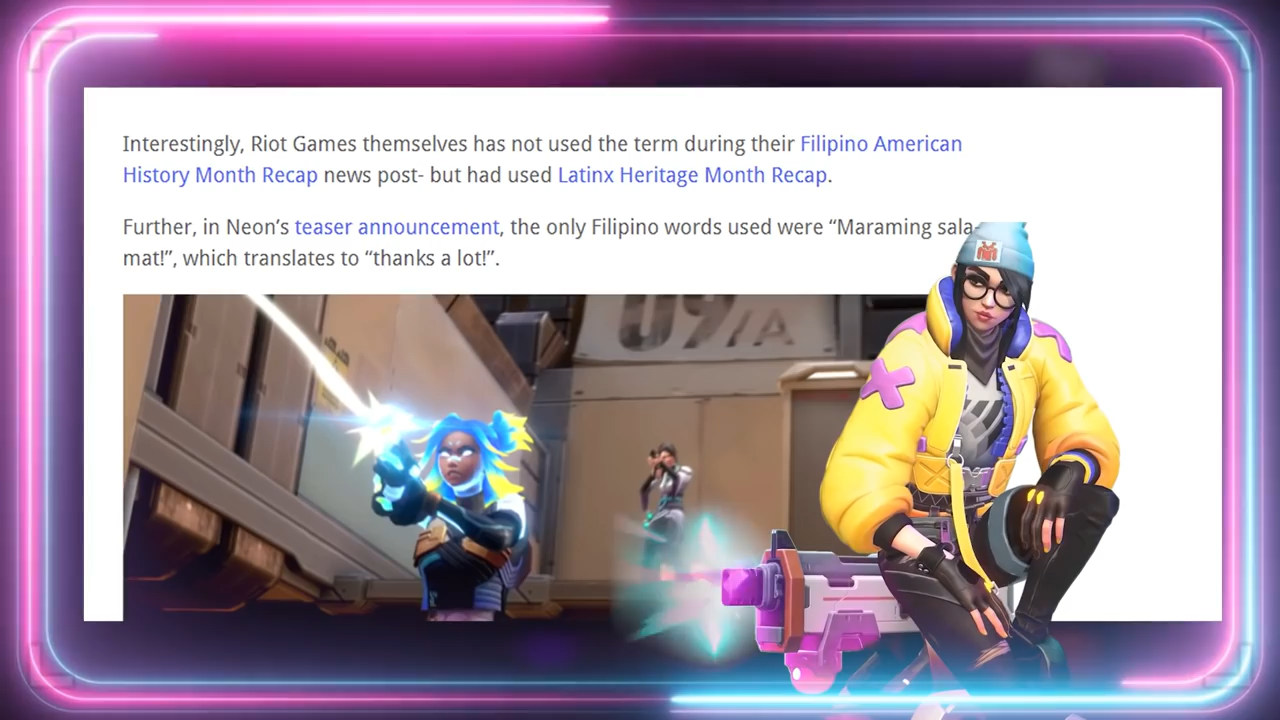 Interestingly, Riot Games themselves has not used the term during their Filipino American
History Month Recap news post- but had used Latinx Heritage Month Recap.
Further, in Neon’s teaser announcement, the only Filipino words used were “Maraming sala-
mat!”, which translates to “thanks a lot!”.
U9/A